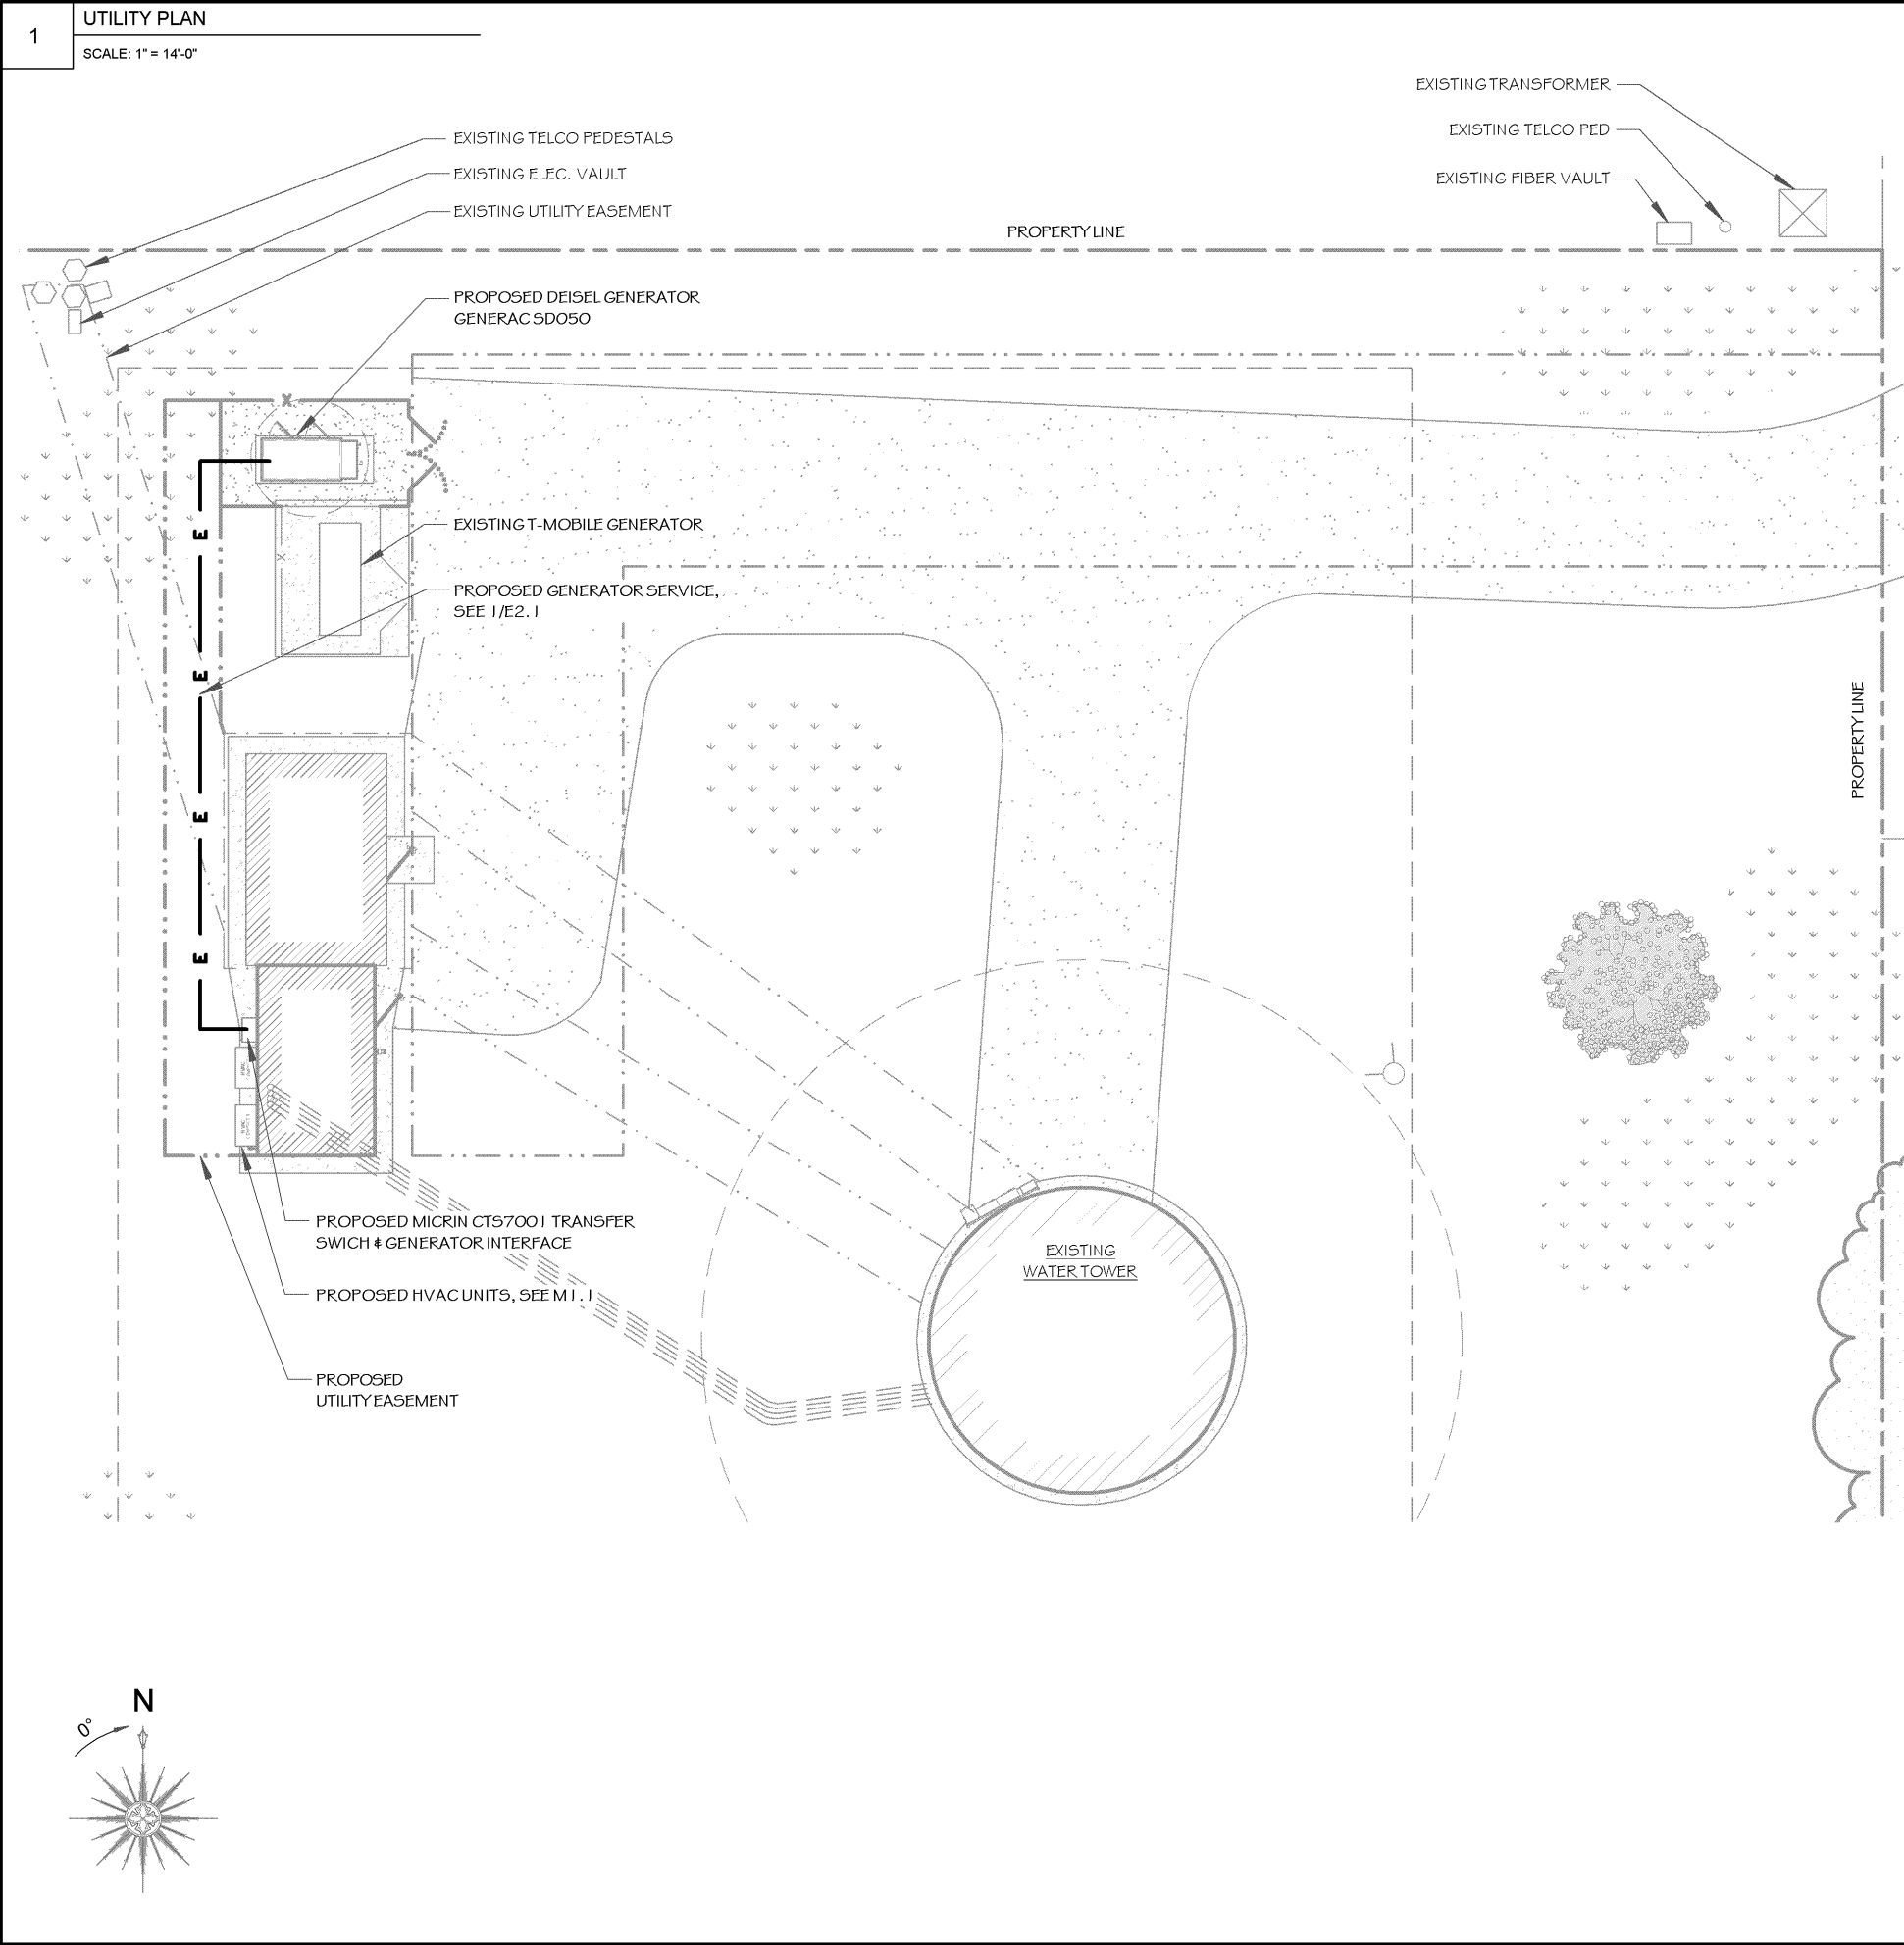 1
UTILITY PLAN
SCALE: 1" = 14'-0"
EXISTING TRANSFORMER
EXISTING TELCO PED
EXISTING FIBER VAULT
EXISTING TELCO PEDESTALS
EXISTING ELEC. VAULT
EXISTING UTILITY EASEMENT
PROPERTY LINE
PROPOSED DEISEL GENERATOR
GENERAC SD050
EXISTING T-MOBILE GENERATOR
PROPOSED GENERATOR SERVICE,
SEE 1/E2.1
E
E
E
E
PROPERTY LINE
HVAC
HVAC
PROPOSED MICRIN CTS7001 TRANSFER
SWICH & GENERATOR INTERFACE
PROPOSED HVAC UNITS, SEE M1.1
PROPOSED
UTILITY EASEMENT
EXISTING
WATER TOWER
N
0°